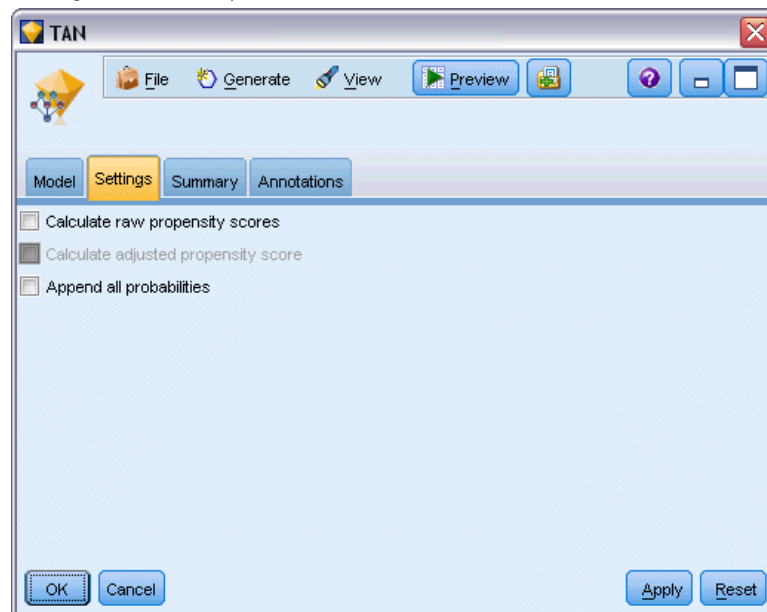 TAN
File Generate View Preview
Model Settings Summary Annotations
Calculate raw propensity scores
Calculate adjusted propensity score
Append all probabilities
OK Cancel Apply Reset